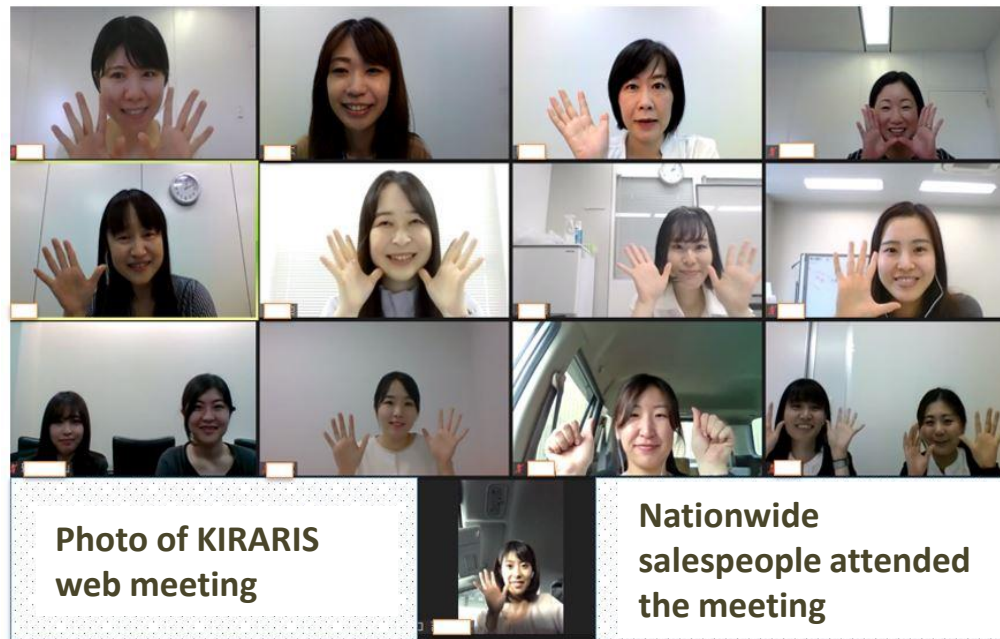 Photo of KIRARIS
web meeting
Nationwide
salespeople attended
the meeting